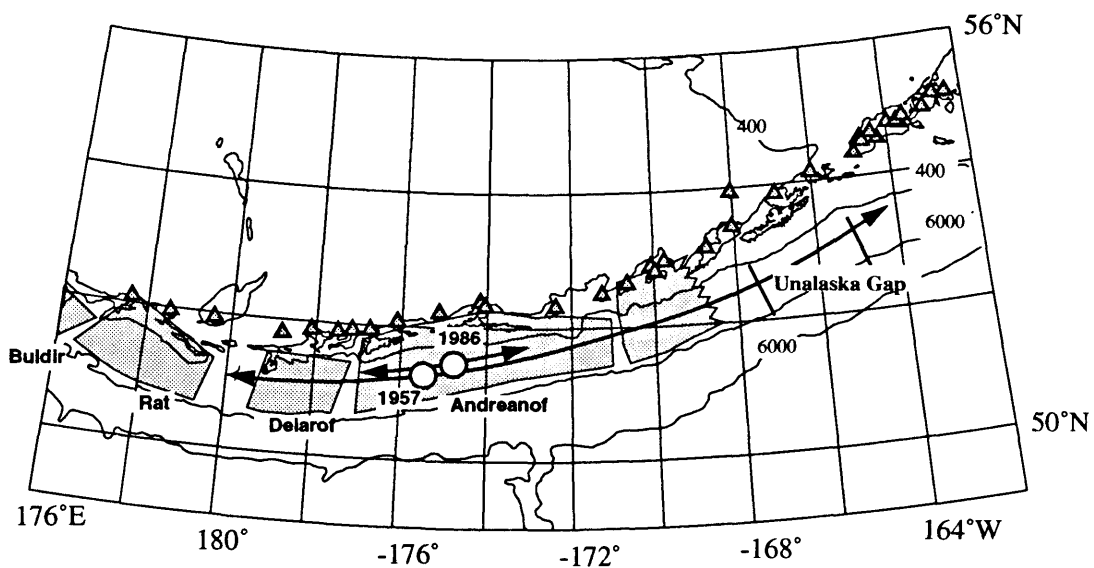 56°N
400
400
6000
Unalaska Gap
1986
6000
Buldir
1957
Andreanof
Rat
Delarof
50°N
176°E
180°
-176°
-172°
-168°
164°W